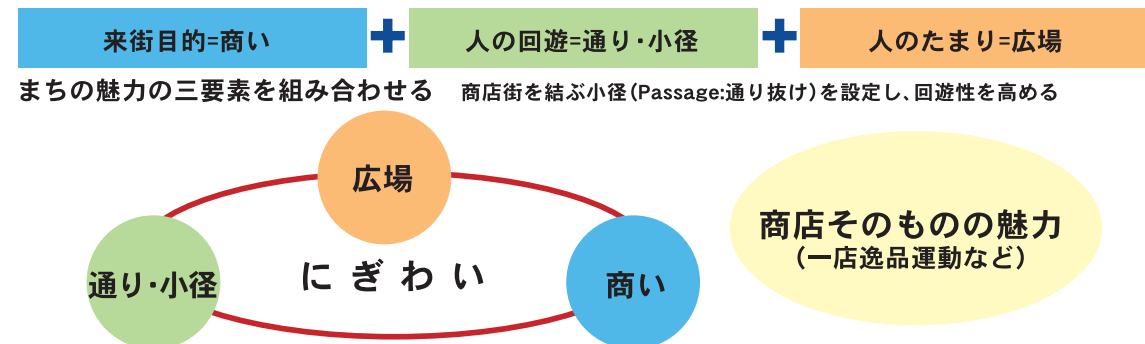 来街目的=商い
+
人の回遊=通り・小径
+
人のたまり=広場
まちの魅力の三要素を組み合わせる
商店街を結ぶ小径(Passage:通り抜け)を設定し、回遊性を高める
広場
通り・小径
にぎわい
商い
商店そのものの魅力
(一店逸品運動など)